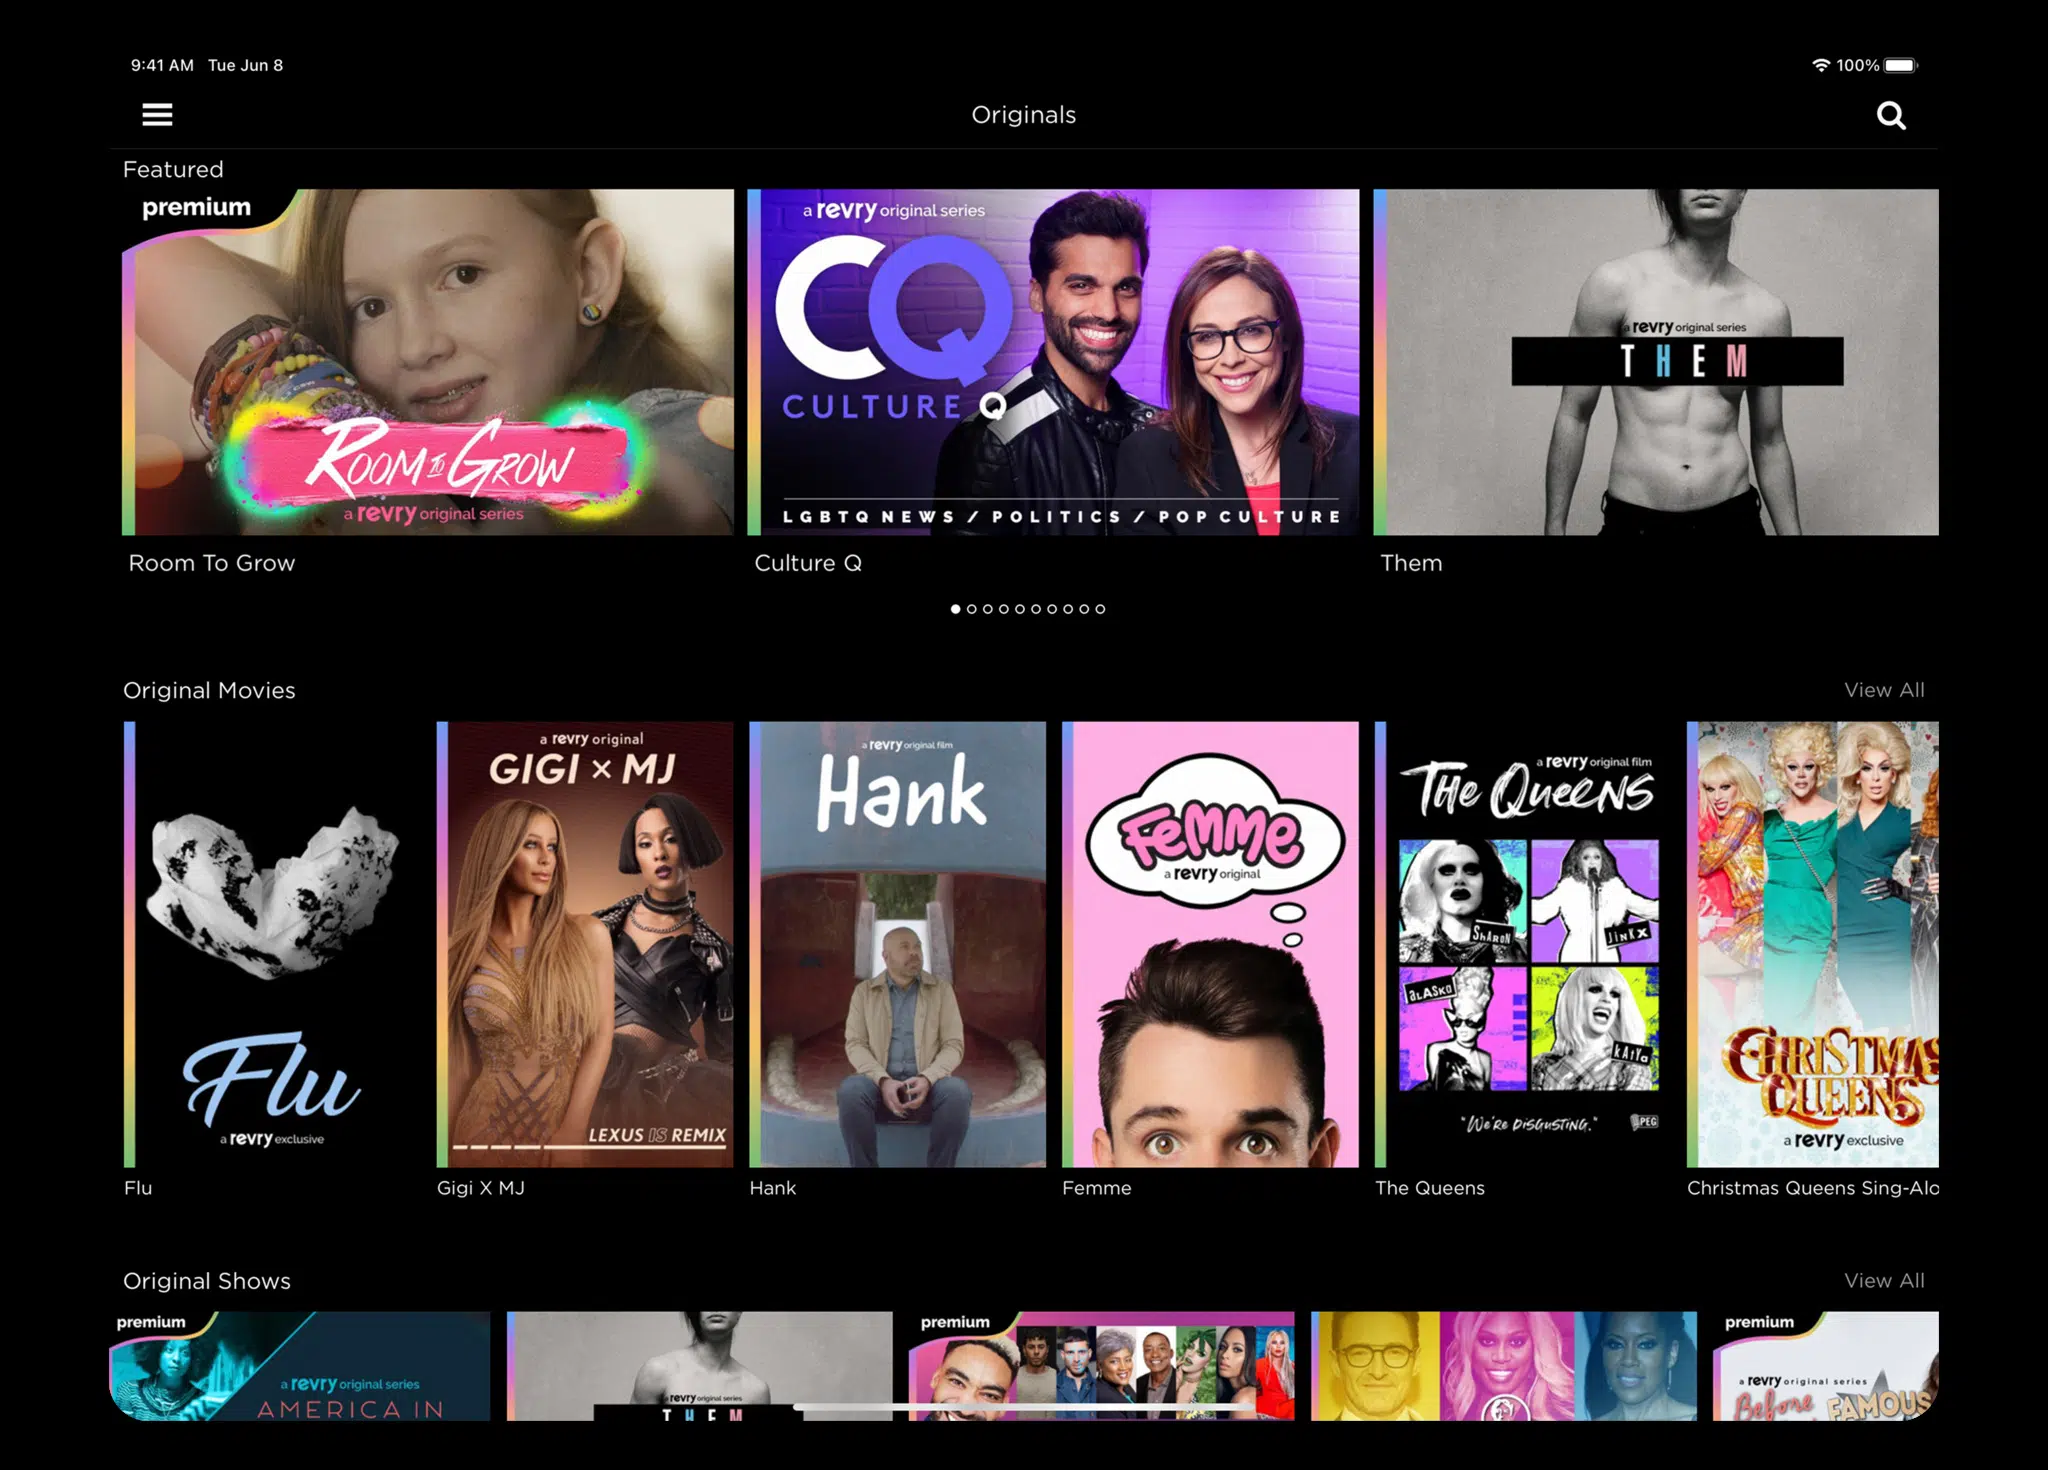 9:41 AM Tue Jun 8
100%
Originals
Featured
premium
ROOM TO GROW
a revry original series
Room To Grow
a revry original series
CQ
CULTURE Q
LGBTQ NEWS / POLITICS / POP CULTURE
Culture Q
a revry original series
THEM
Them
Original Movies
View All
Flu
a revry exclusive
Flu
a revry original
GIGI × MJ
LEXUS IS REMIX
Gigi X MJ
a revry original film
Hank
Hank
Femme
a revry original
Femme
a revry original film
THE QUEENS
SHARON
JINKX
ALASKA
KATYA
"WE'RE DISGUSTING."
PEG
The Queens
CHRISTMAS
QUEENS
a revry exclusive
Christmas Queens Sing-Alo
Original Shows
View All
premium
a revry original series
AMERICA IN
a revry original series
THEM
premium
premium
a revry original series
Before
FAMOUS